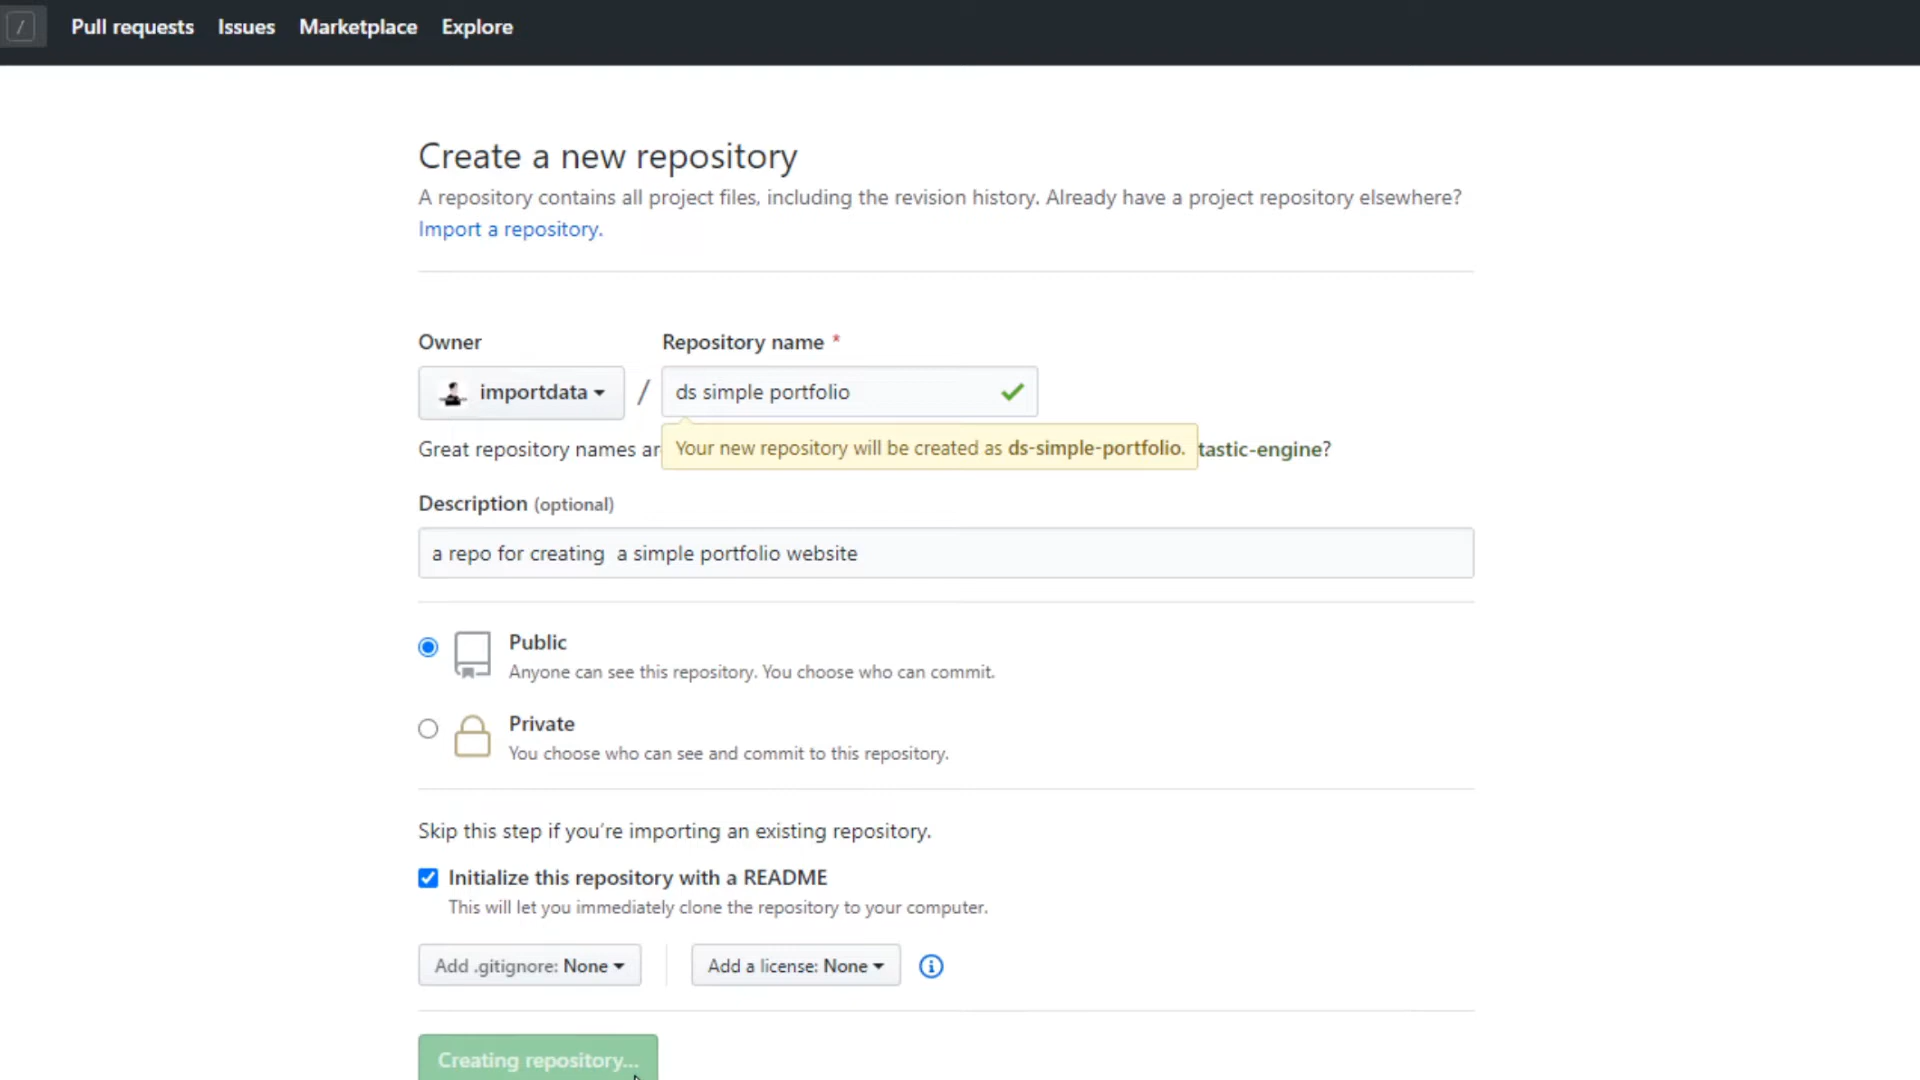 / Pull requests Issues Marketplace Explore
Create a new repository
A repository contains all project files, including the revision history. Already have a project repository elsewhere?
Import a repository.
Owner Repository name *
importdata / ds simple portfolio
Great repository names ar Your new repository will be created as ds-simple-portfolio. tastic-engine?
Description (optional)
a repo for creating  a simple portfolio website
Public
Anyone can see this repository. You choose who can commit.
Private
You choose who can see and commit to this repository.
Skip this step if you’re importing an existing repository.
Initialize this repository with a README
This will let you immediately clone the repository to your computer.
Add .gitignore: None Add a license: None
Creating repository...